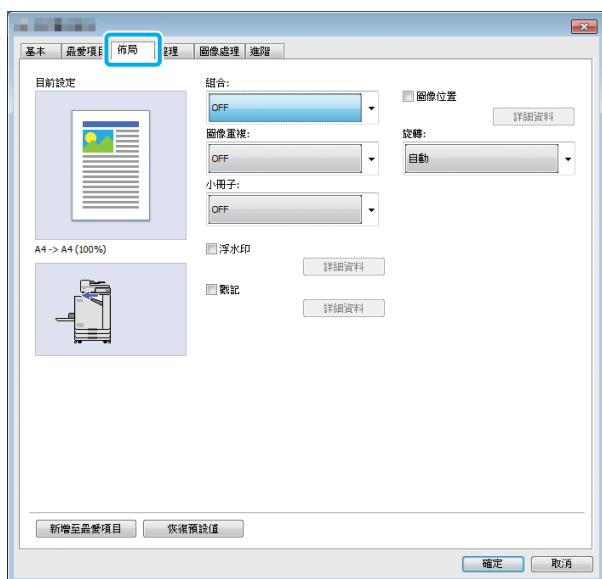 基本 最愛項目 佈局 整理 圖像處理 進階
目前設定
組合:
OFF
圖像位置
詳細資料
圖像重複:
旋轉:
OFF
自動
小冊子:
OFF
A4 -> A4 (100%)
浮水印
詳細資料
戳記
詳細資料
新增至最愛項目 恢復預設值
確定 取消